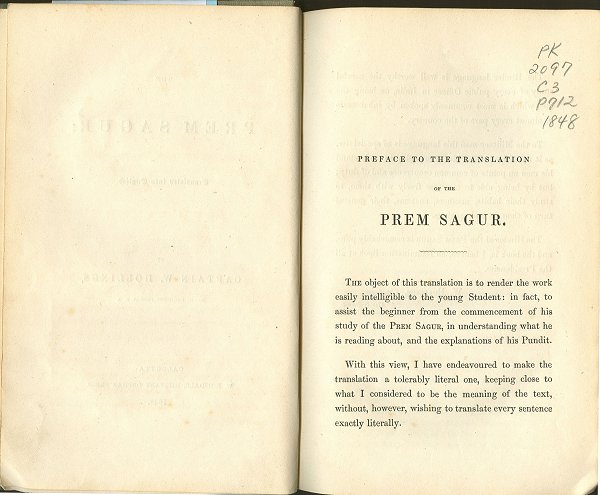 PK
2097
C3
P712
1848
PREFACE TO THE TRANSLATION
OF THE
PREM SAGUR.
THE object of this translation is to render the work
easily intelligible to the young Student: in fact, to
assist the beginner from the commencement of his
study of the PREM SAGUR, in understanding what he
is reading about, and the explanations of his Pundit.
With this view, I have endeavoured to make the
translation a tolerably literal one, keeping close to
what I considered to be the meaning of the text,
without, however, wishing to translate every sentence
exactly literally.